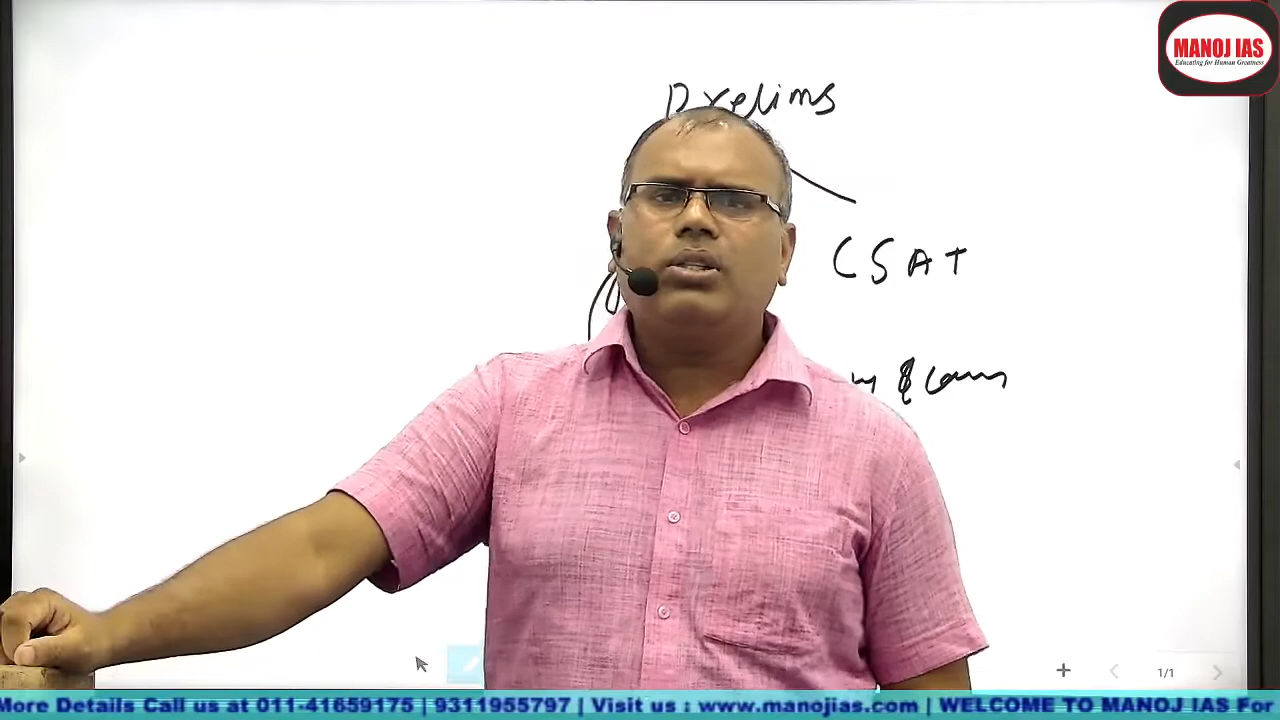 MANOJ IAS
Educating for Human Greatness
Prelims
CSAT
1/1
More Details Call us at 011-41659175 | 9311955797 | Visit us : www.manojias.com | WELCOME TO MANOJ IAS For